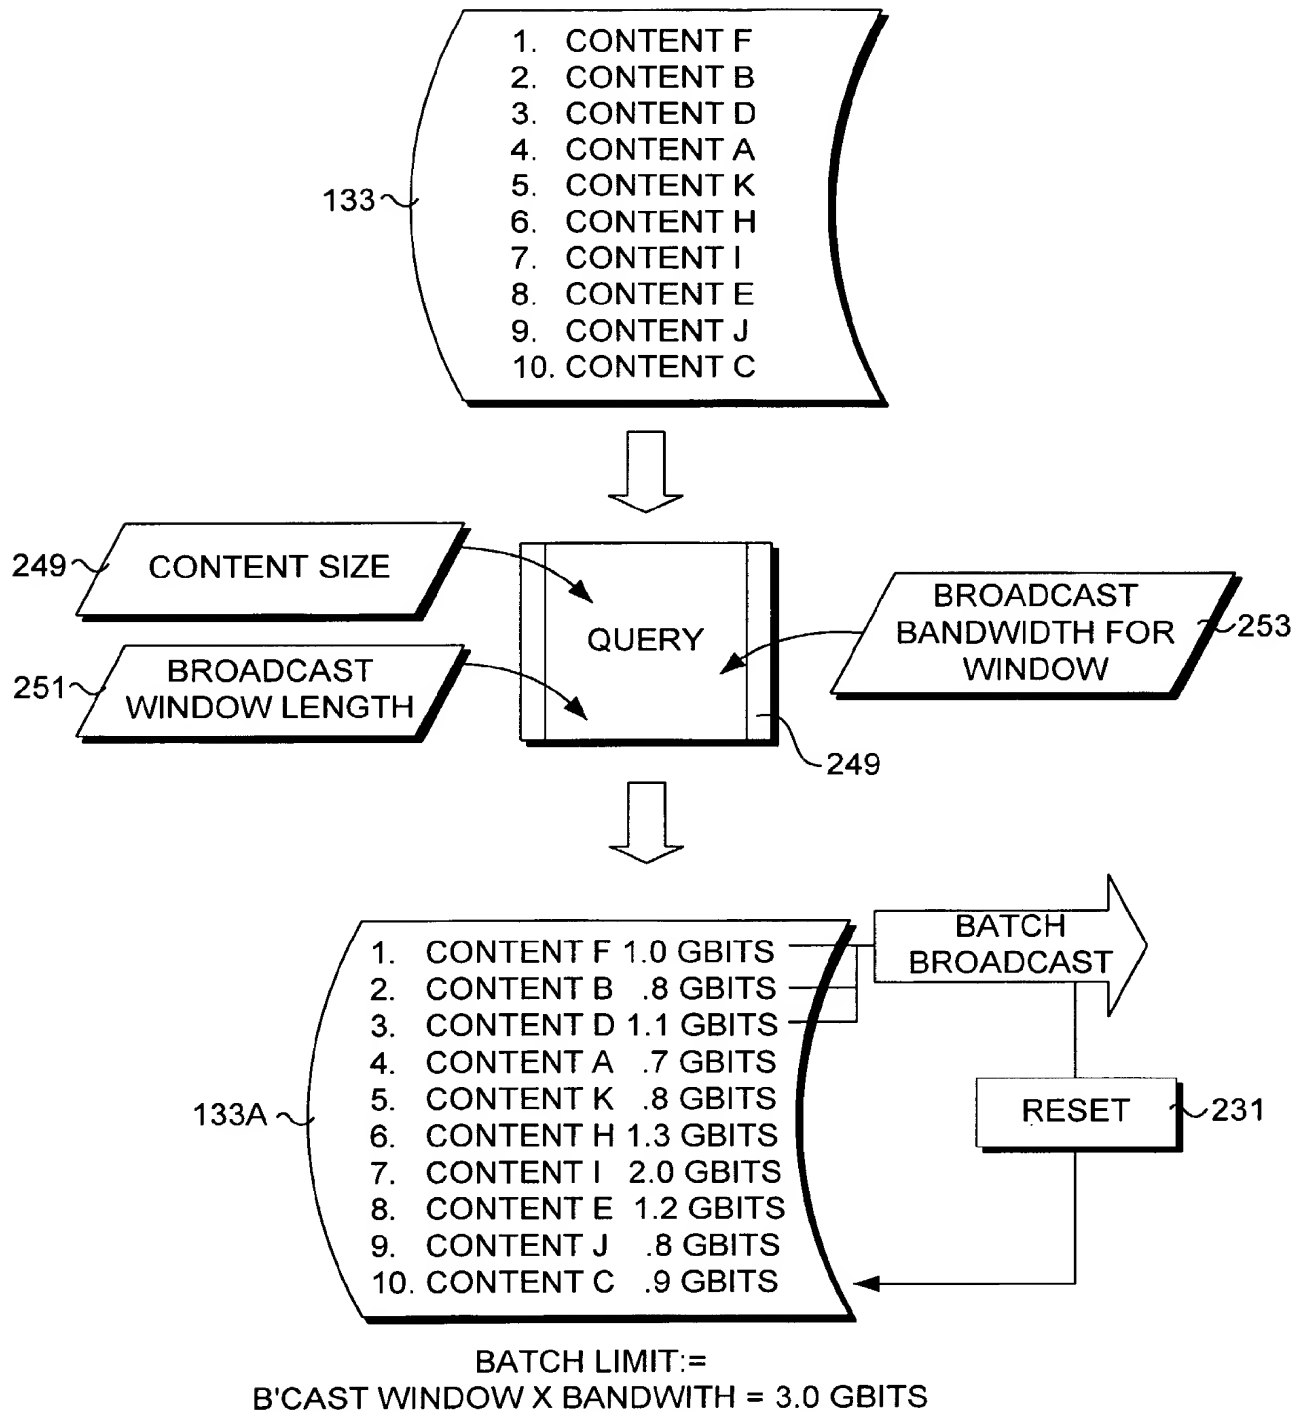 1. CONTENT F
2. CONTENT B
3. CONTENT D
4. CONTENT A
5. CONTENT K
6. CONTENT H
7. CONTENT I
8. CONTENT E
9. CONTENT J
10. CONTENT C
133
249
CONTENT SIZE
251
BROADCAST
WINDOW LENGTH
QUERY
249
BROADCAST
BANDWIDTH FOR
WINDOW
253
1. CONTENT F 1.0 GBITS
2. CONTENT B .8 GBITS
3. CONTENT D 1.1 GBITS
4. CONTENT A .7 GBITS
5. CONTENT K .8 GBITS
6. CONTENT H 1.3 GBITS
7. CONTENT I 2.0 GBITS
8. CONTENT E 1.2 GBITS
9. CONTENT J .8 GBITS
10. CONTENT C .9 GBITS
133A
BATCH
BROADCAST
RESET
231
BATCH LIMIT:=
B'CAST WINDOW X BANDWITH = 3.0 GBITS